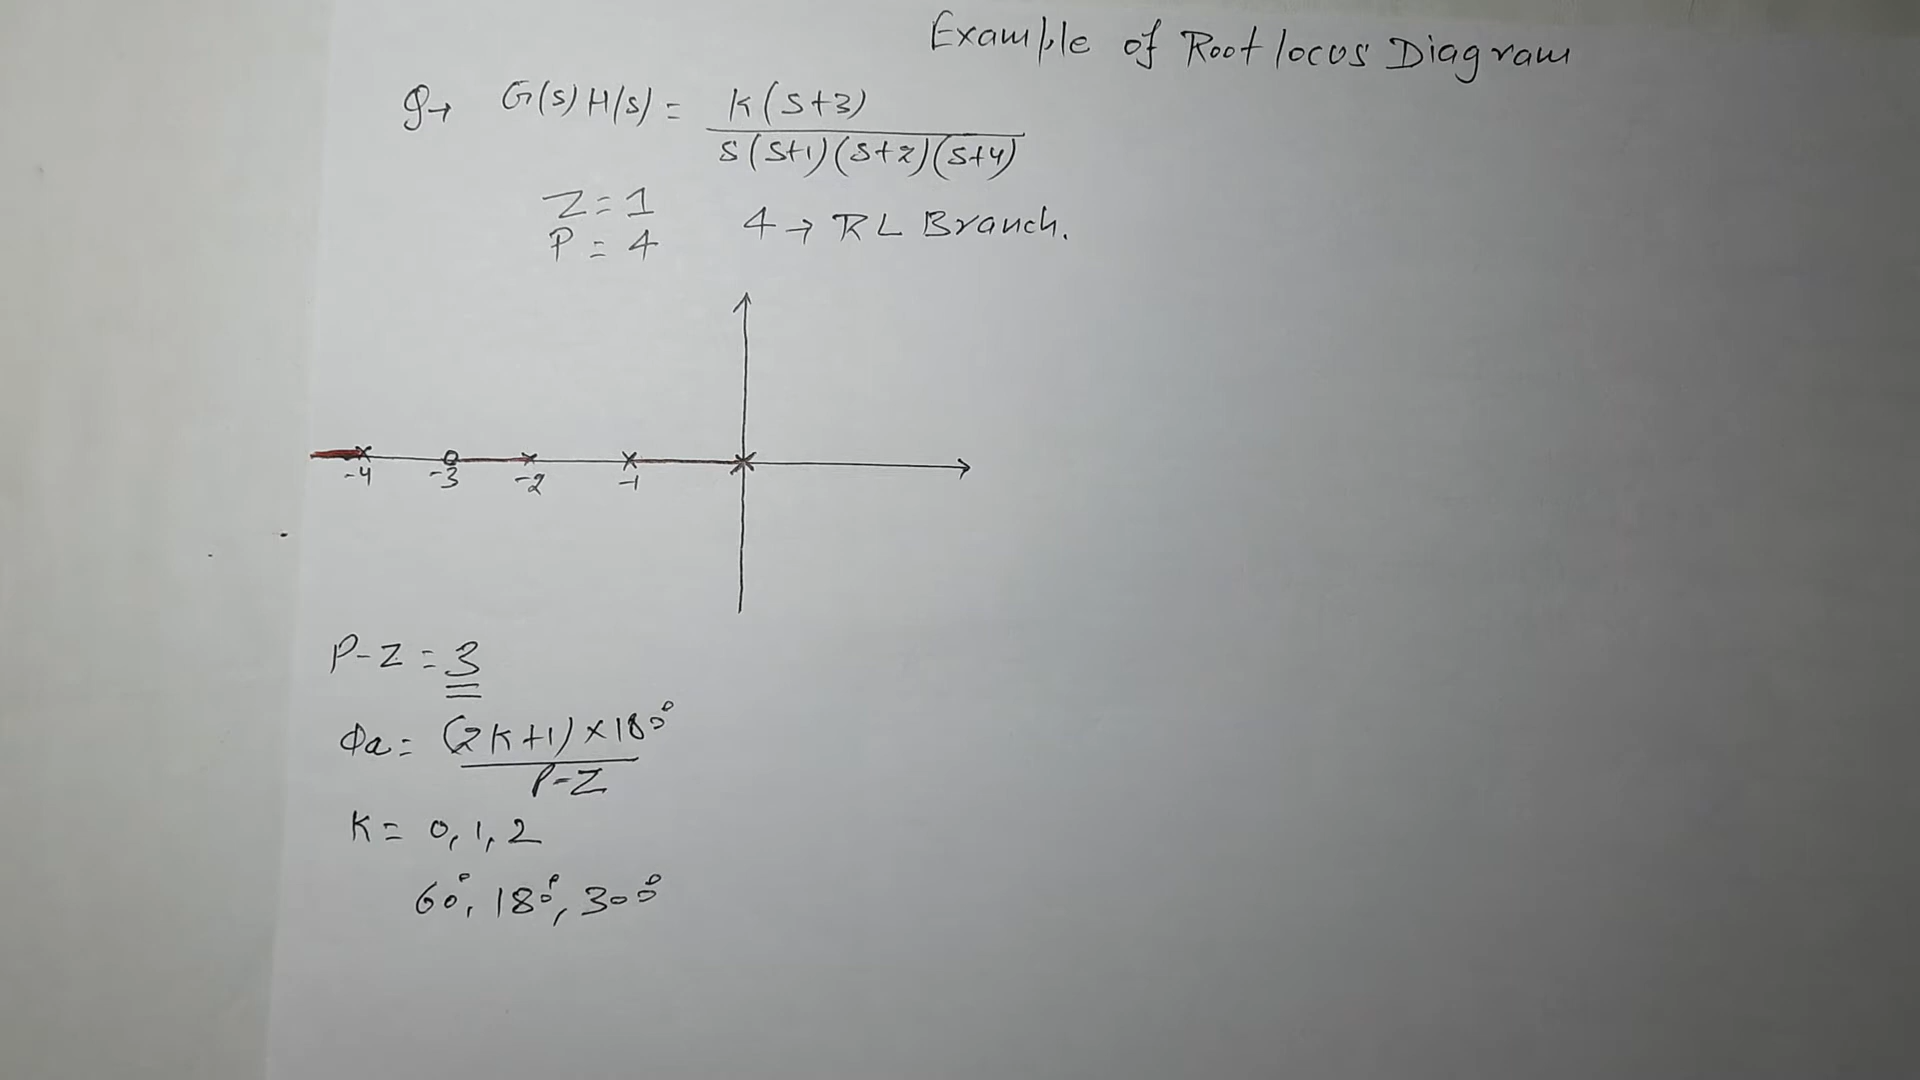 Example of Root locus Diagram
Q→ G(s)H(s) = K(s+3)
s(s+1)(s+2)(s+4)
Z = 1
P = 4
4 → RL Branch.
-4 -3 -2 -1
P-Z = 3
Φa = (2K+1)×180°
P-Z
K = 0, 1, 2
60°, 180°, 300°